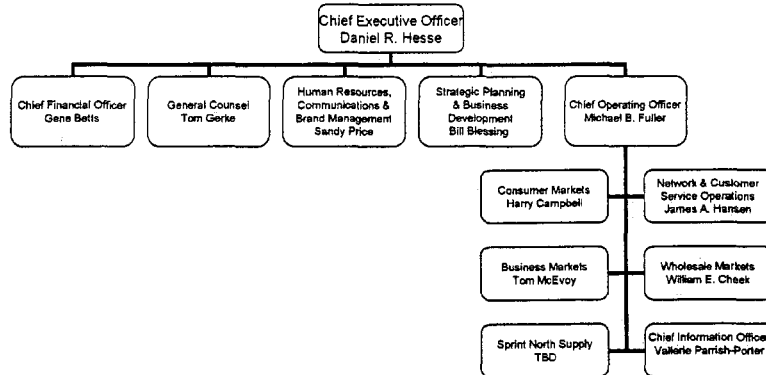 Chief Executive Officer
Daniel R. Hesse
Chief Financial Officer
Gene Betts
General Counsel
Tom Gerke
Human Resources,
Communications &
Brand Management
Sandy Price
Strategic Planning
& Business
Development
Bill Blessing
Chief Operating Officer
Michael B. Fuller
Consumer Markets
Harry Campbell
Network & Customer
Service Operations
James A. Hansen
Business Markets
Tom McEvoy
Wholesale Markets
William E. Cheek
Sprint North Supply
TBD
Chief Information Officer
Vallerie Parrish-Porter